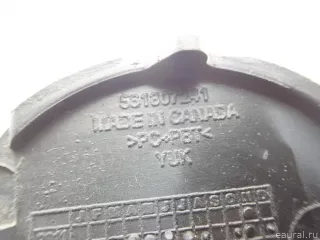 MADE IN CANADA
>PC+PBT<
YUK
J F M A M J J A S O N D
eaural.ru